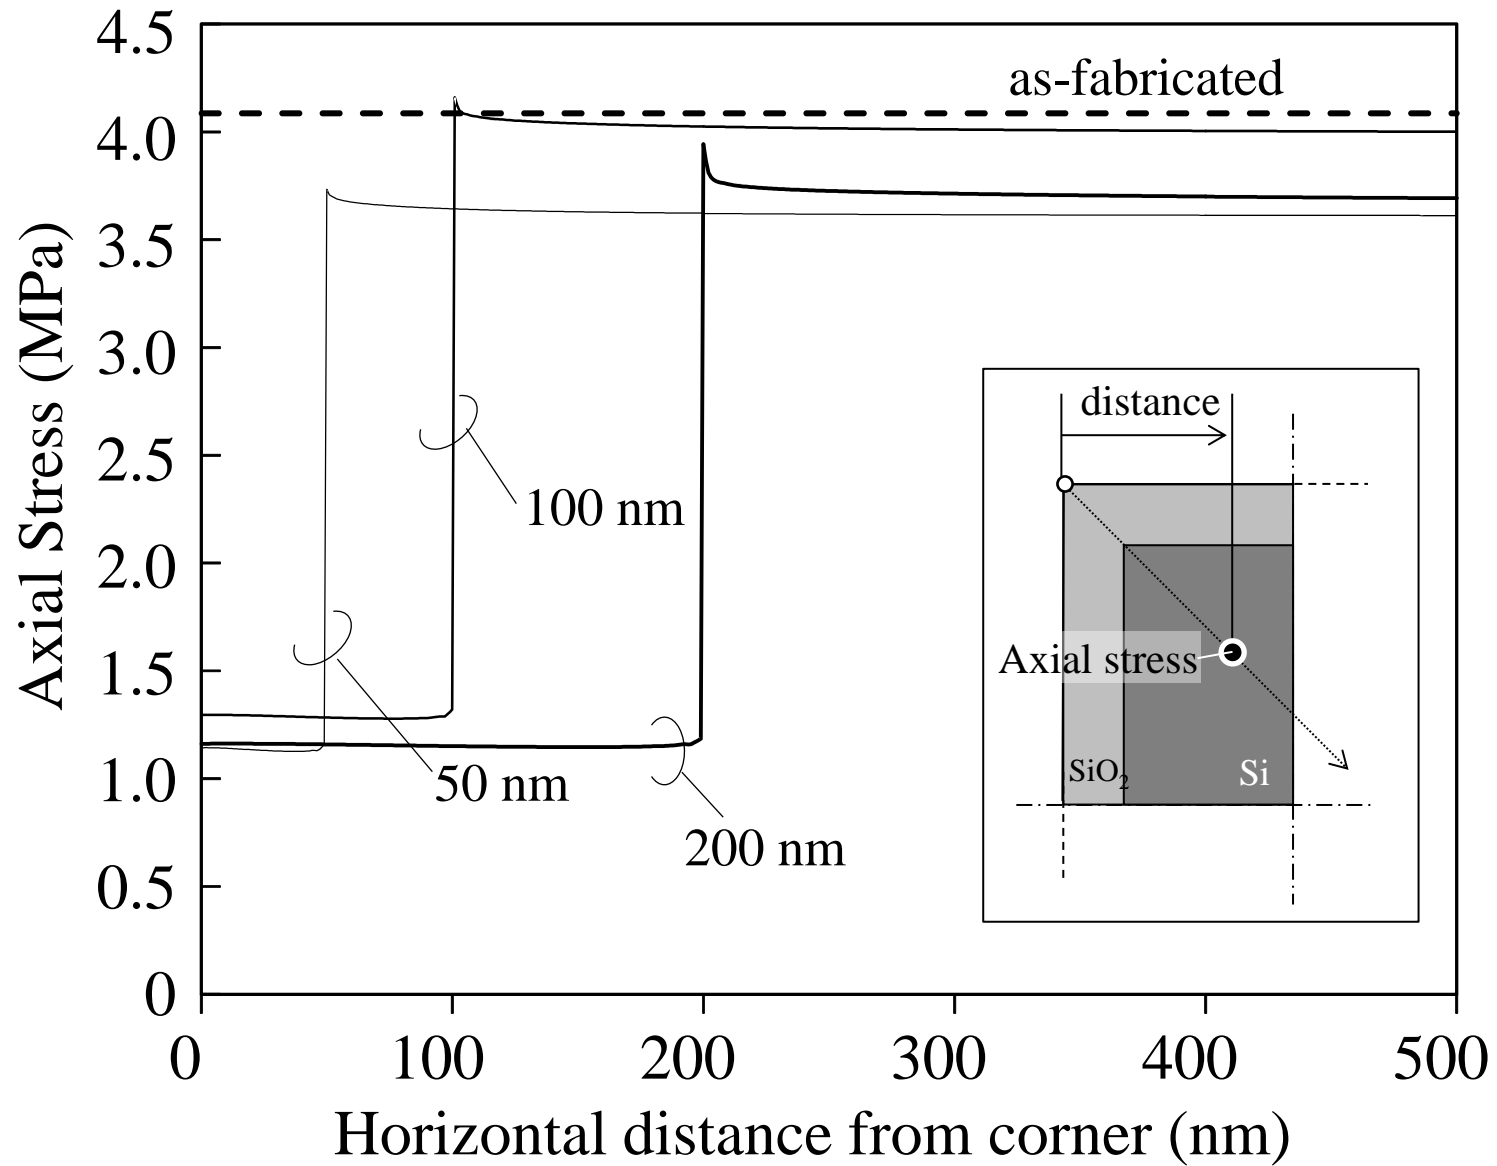 4.5
4.0
3.5
3.0
2.5
2.0
1.5
1.0
0.5
0
Axial Stress (MPa)
as-fabricated
100 nm
50 nm
200 nm
distance
Axial stress
SiO₂
Si
0 100 200 300 400 500
Horizontal distance from corner (nm)